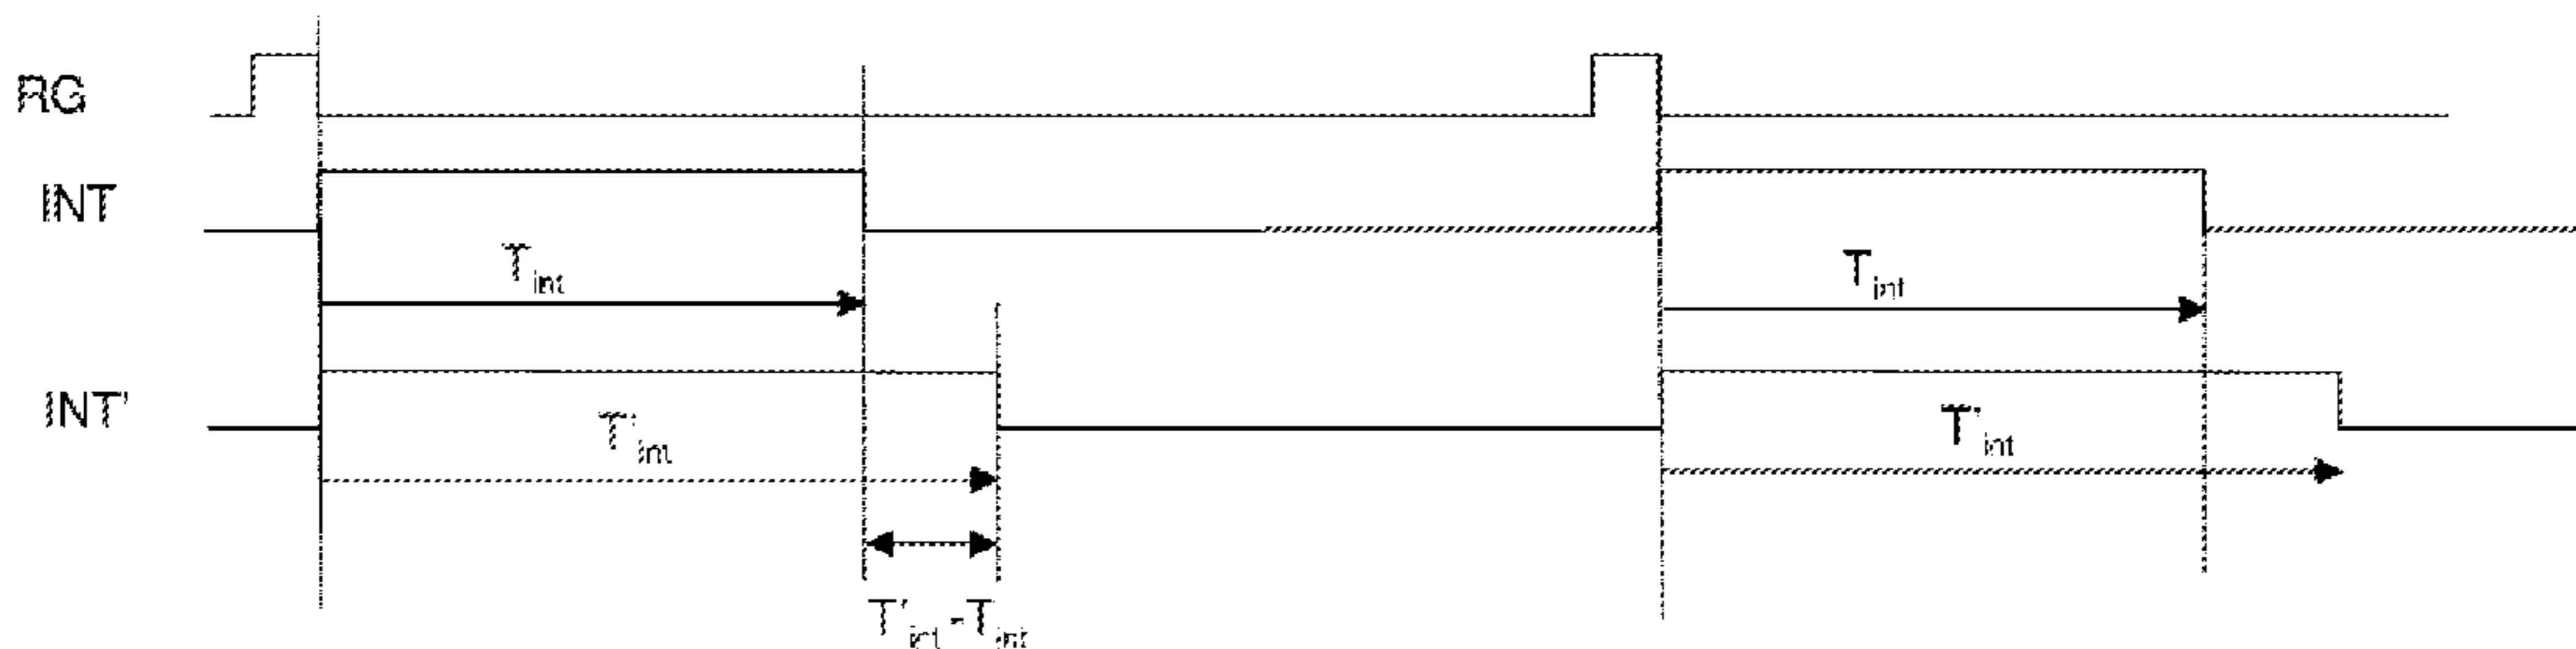 RG
INT
T_int
T_int
INT'
T'_int
T'_int
T'_int - T_int